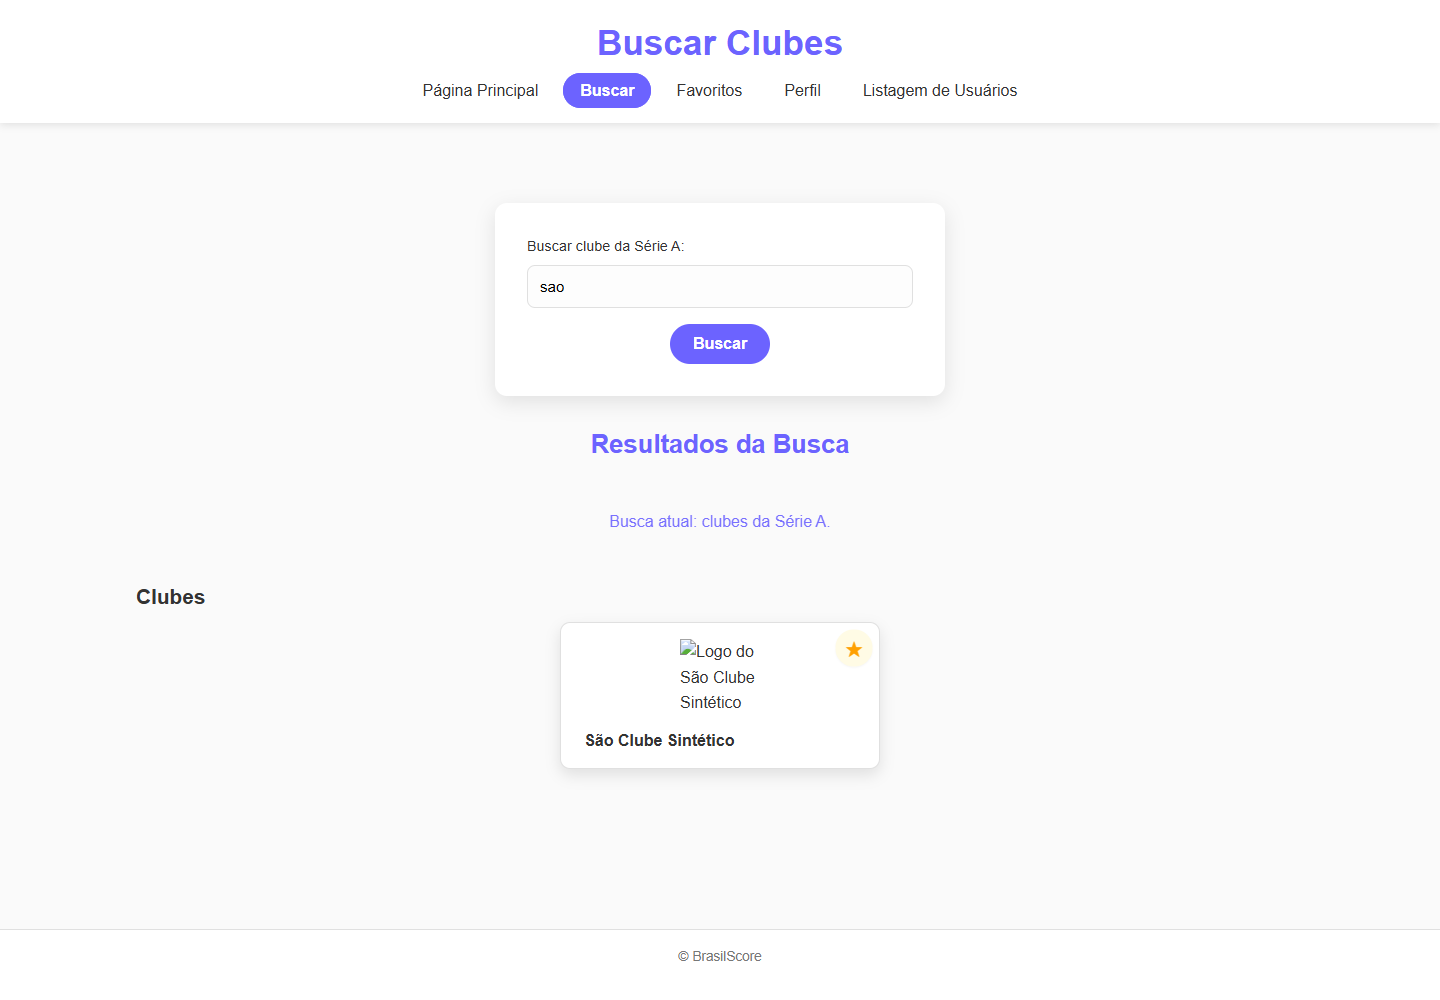 Buscar Clubes
Página Principal Buscar Favoritos Perfil Listagem de Usuários
Buscar clube da Série A:
sao
Buscar
Resultados da Busca
Busca atual: clubes da Série A.
Clubes
Logo do
São Clube
Sintético
★
São Clube Sintético
© BrasilScore